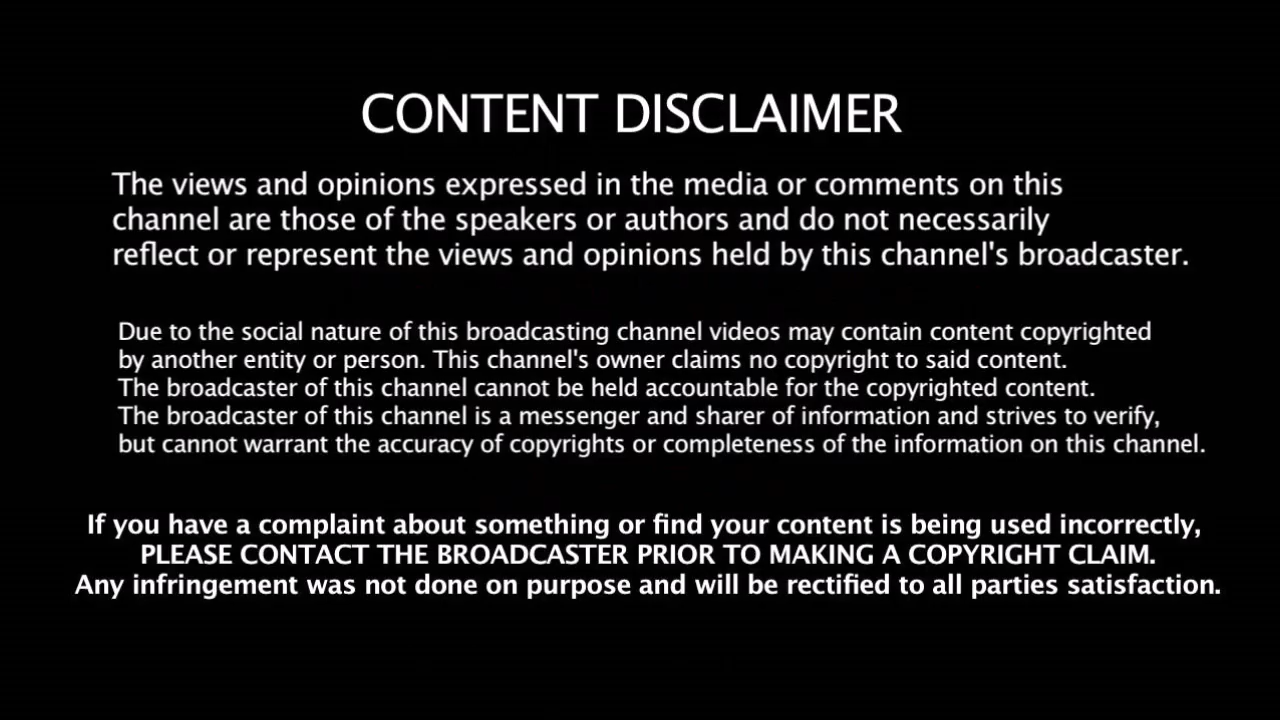 CONTENT DISCLAIMER
The views and opinions expressed in the media or comments on this
channel are those of the speakers or authors and do not necessarily
reflect or represent the views and opinions held by this channel's broadcaster.
Due to the social nature of this broadcasting channel videos may contain content copyrighted
by another entity or person. This channel's owner claims no copyright to said content.
The broadcaster of this channel cannot be held accountable for the copyrighted content.
The broadcaster of this channel is a messenger and sharer of information and strives to verify,
but cannot warrant the accuracy of copyrights or completeness of the information on this channel.
If you have a complaint about something or find your content is being used incorrectly,
PLEASE CONTACT THE BROADCASTER PRIOR TO MAKING A COPYRIGHT CLAIM.
Any infringement was not done on purpose and will be rectified to all parties satisfaction.